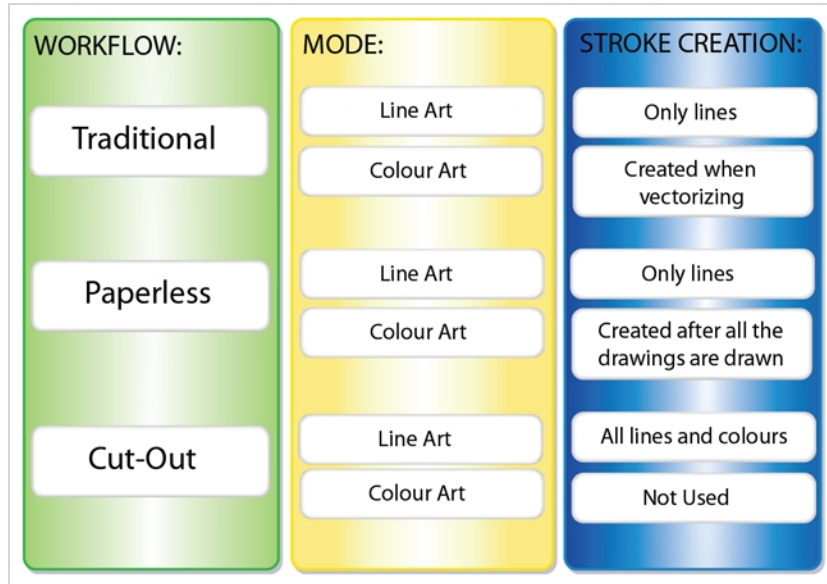 WORKFLOW:
MODE:
STROKE CREATION:
Traditional
Line Art
Only lines
Colour Art
Created when
vectorizing
Paperless
Line Art
Only lines
Colour Art
Created after all the
drawings are drawn
Cut-Out
Line Art
All lines and colours
Colour Art
Not Used